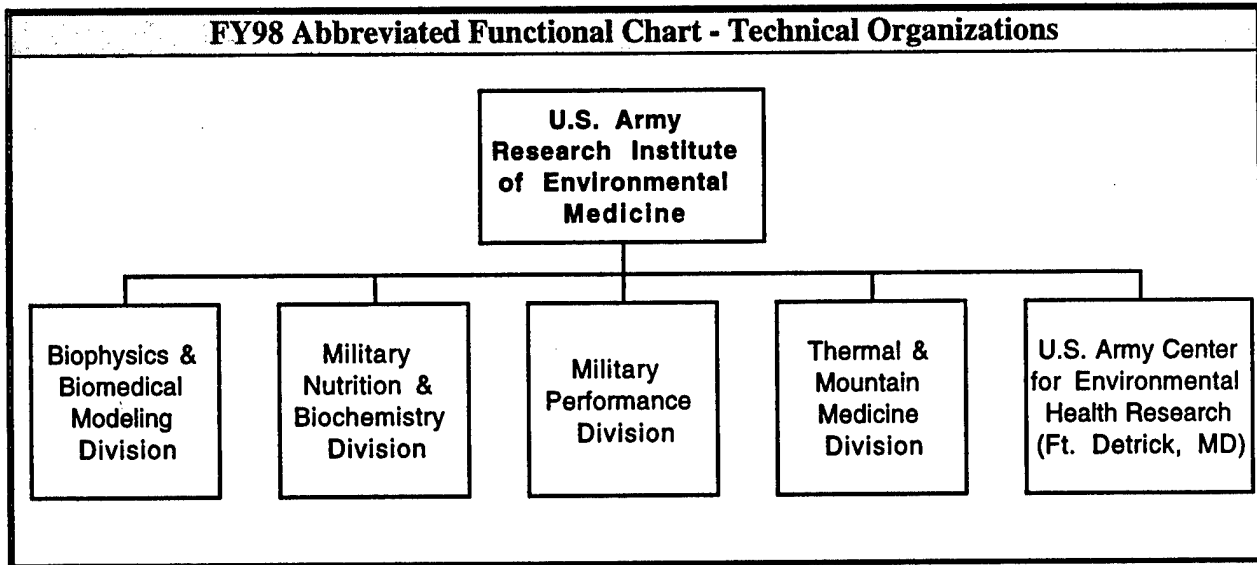 FY98 Abbreviated Functional Chart - Technical Organizations
U.S. Army
Research Institute
of Environmental
Medicine
Biophysics &
Biomedical
Modeling
Division
Military
Nutrition &
Biochemistry
Division
Military
Performance
Division
Thermal &
Mountain
Medicine
Division
U.S. Army Center
for Environmental
Health Research
(Ft. Detrick, MD)